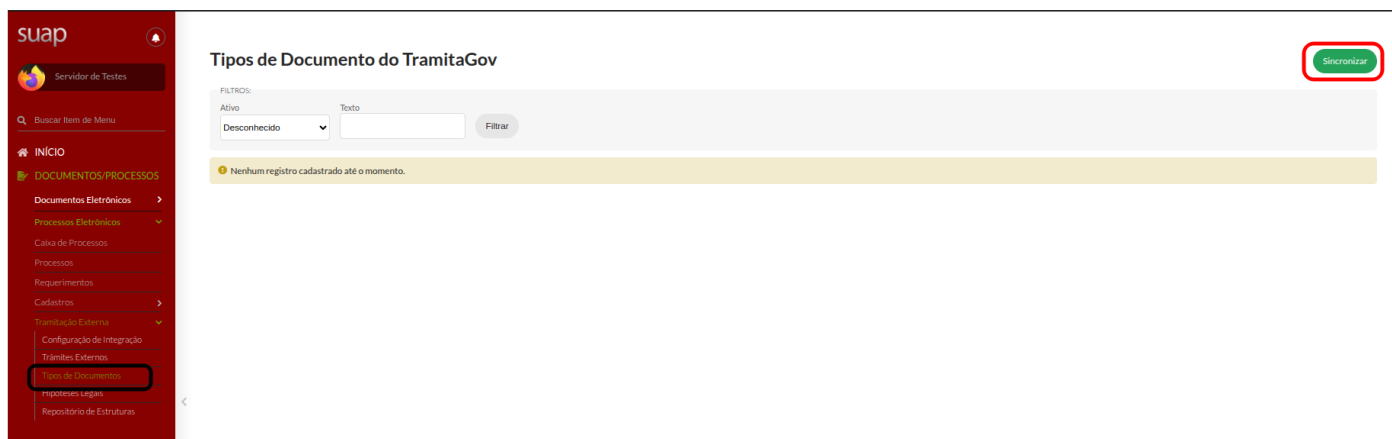 suap
Servidor de Testes
Buscar Item de Menu
INÍCIO
DOCUMENTOS/PROCESSOS
Documentos Eletrônicos
Processos Eletrônicos
Caixa de Processos
Processos
Requerimentos
Cadastros
Tramitação Externa
Configuração de Integração
Trâmites Externos
Tipos de Documentos
Hipóteses Legais
Repositório de Estruturas
Tipos de Documento do TramitaGov
Sincronizar
FILTROS:
Ativo Texto
Desconhecido Filtrar
Nenhum registro cadastrado até o momento.